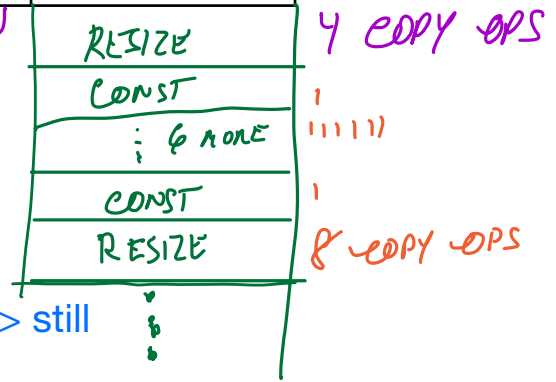 RESIZE 4 COPY OPS
CONST 1
⋮ 6 MORE 111111
CONST 1
RESIZE 8 COPY OPS
> still